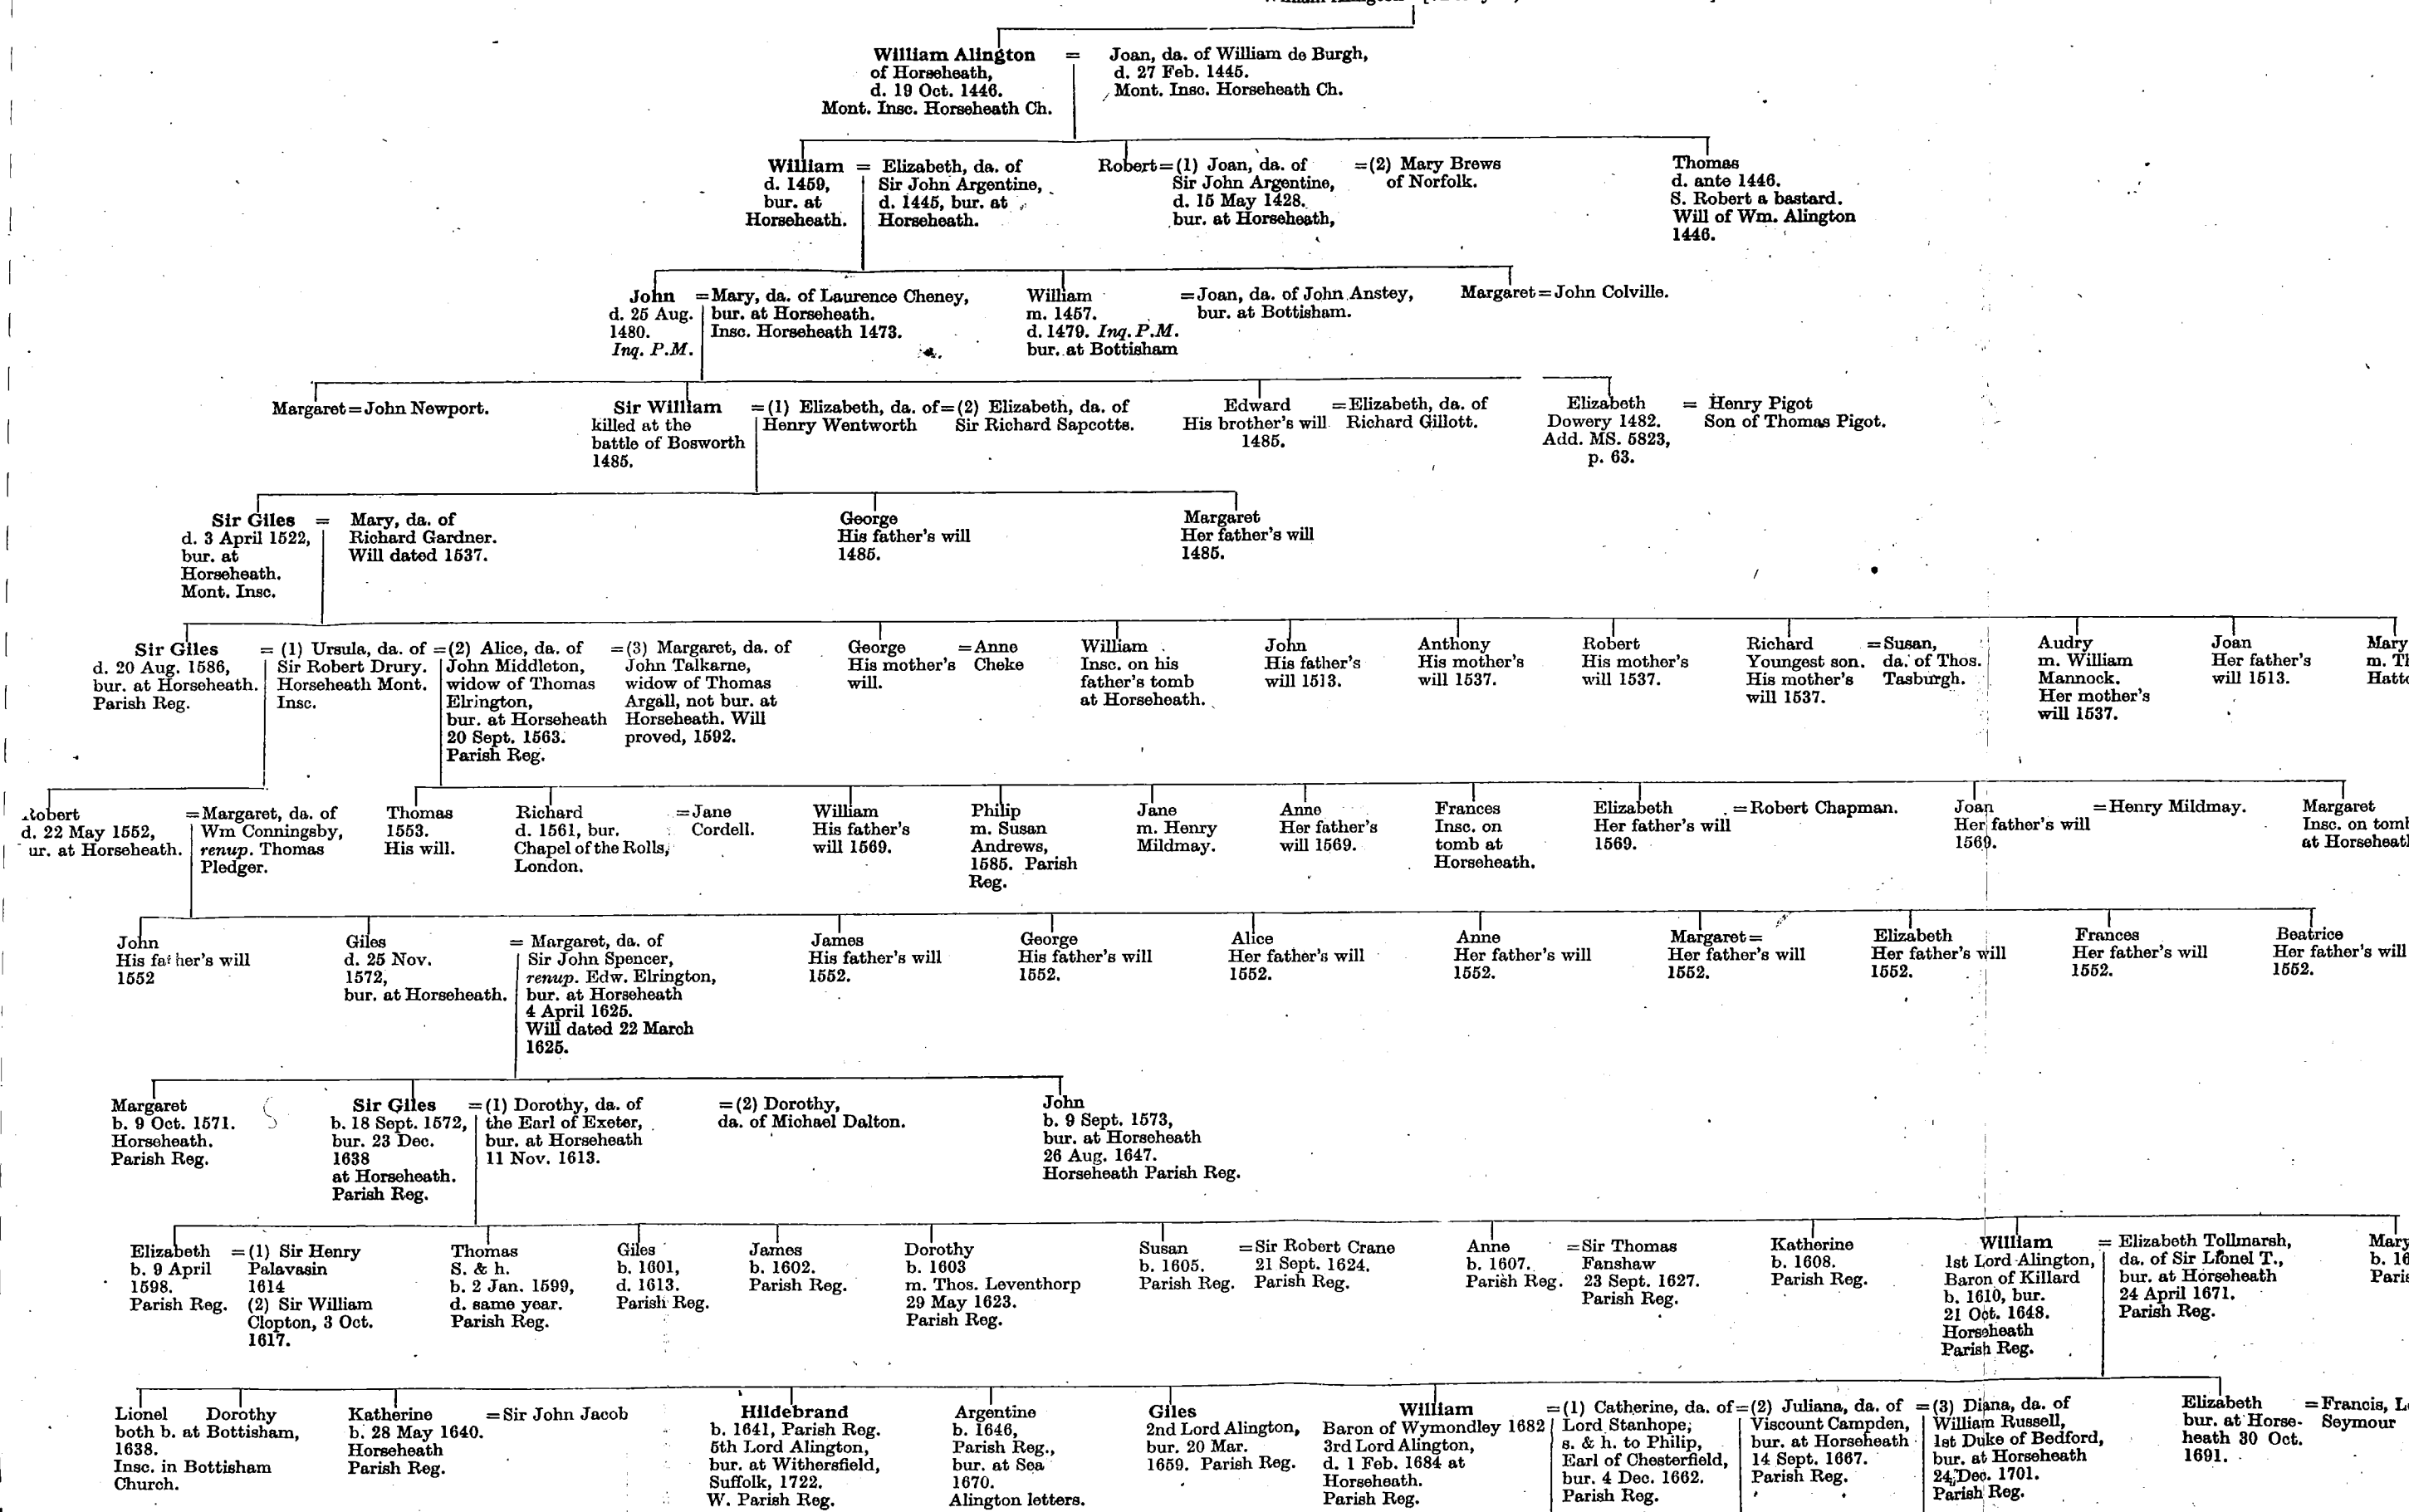 William Alington
of Horseheath,
d. 19 Oct. 1446.
Mont. Insc. Horseheath Ch.
=
Joan, da. of William de Burgh,
d. 27 Feb. 1445.
Mont. Insc. Horseheath Ch.
William
d. 1459,
bur. at
Horseheath.
= Elizabeth, da. of
Sir John Argentine,
d. 1445, bur. at
Horseheath.
Robert=(1) Joan, da. of
Sir John Argentine,
d. 15 May 1428.
bur. at Horseheath,
=(2) Mary Brews
of Norfolk.
Thomas
d. ante 1446.
S. Robert a bastard.
Will of Wm. Alington
1446.
John
d. 25 Aug.
1480.
Inq. P.M.
=Mary, da. of Laurence Cheney,
bur. at Horseheath.
Insc. Horseheath 1473.
William
m. 1457.
d. 1479. Inq. P.M.
bur. at Bottisham
=Joan, da. of John Anstey,
bur. at Bottisham.
Margaret=John Colville.
Margaret=John Newport.
Sir William
killed at the
battle of Bosworth
1485.
=(1) Elizabeth, da. of
Henry Wentworth
=(2) Elizabeth, da. of
Sir Richard Sapcotts.
Edward
His brother's will
1485.
=Elizabeth, da. of
Richard Gillott.
Elizabeth
Dowery 1482.
Add. MS. 5823,
p. 63.
= Henry Pigot
Son of Thomas Pigot.
Sir Giles
d. 3 April 1522,
bur. at
Horseheath.
Mont. Insc.
= Mary, da. of
Richard Gardner.
Will dated 1537.
George
His father's will
1485.
Margaret
Her father's will
1485.
Sir Giles
d. 20 Aug. 1586,
bur. at Horseheath.
Parish Reg.
= (1) Ursula, da. of
Sir Robert Drury.
Horseheath Mont.
Insc.
=(2) Alice, da. of
John Middleton,
widow of Thomas
Elrington,
bur. at Horseheath
20 Sept. 1563.
Parish Reg.
=(3) Margaret, da. of
John Talkarne,
widow of Thomas
Argall, not bur. at
Horseheath. Will
proved, 1592.
George
His mother's
will.
=Anne
Cheke
William
Insc. on his
father's tomb
at Horseheath.
John
His father's
will 1513.
Anthony
His mother's
will 1537.
Robert
His mother's
will 1537.
Richard
Youngest son.
His mother's
will 1537.
=Susan,
da. of Thos.
Tasburgh.
Audry
m. William
Mannock.
Her mother's
will 1537.
Joan
Her father's
will 1513.
Mary
m. Th
Hatto
Robert
d. 22 May 1552,
ur. at Horseheath.
=Margaret, da. of
Wm Conningsby,
renup. Thomas
Pledger.
Thomas
1553.
His will.
Richard
d. 1561, bur.
Chapel of the Rolls,
London.
=Jane
Cordell.
William
His father's
will 1569.
Philip
m. Susan
Andrews,
1585. Parish
Reg.
Jane
m. Henry
Mildmay.
Anne
Her father's
will 1569.
Frances
Insc. on
tomb at
Horseheath.
Elizabeth
Her father's will
1569.
=Robert Chapman.
Joan
Her father's will
1569.
=Henry Mildmay.
Margaret
Insc. on tomb
at Horseheat
John
His father's will
1552
Giles
d. 25 Nov.
1572,
bur. at Horseheath.
= Margaret, da. of
Sir John Spencer,
renup. Edw. Elrington,
bur. at Horseheath
4 April 1625.
Will dated 22 March
1625.
James
His father's will
1552.
George
His father's will
1552.
Alice
Her father's will
1552.
Anne
Her father's will
1552.
Margaret=
Her father's will
1552.
Elizabeth
Her father's will
1552.
Frances
Her father's will
1552.
Beatrice
Her father's will
1552.
Margaret
b. 9 Oct. 1571.
Horseheath.
Parish Reg.
Sir Giles
b. 18 Sept. 1572,
bur. 23 Dec.
1638
at Horseheath.
Parish Reg.
=(1) Dorothy, da. of
the Earl of Exeter,
bur. at Horseheath
11 Nov. 1613.
=(2) Dorothy,
da. of Michael Dalton.
John
b. 9 Sept. 1573,
bur. at Horseheath
26 Aug. 1647.
Horseheath Parish Reg.
Elizabeth
b. 9 April
1598.
Parish Reg.
=(1) Sir Henry
Palavasin
1614
(2) Sir William
Clopton, 3 Oct.
1617.
Thomas
S. & h.
b. 2 Jan. 1599,
d. same year.
Parish Reg.
Giles
b. 1601,
d. 1613.
Parish Reg.
James
b. 1602.
Parish Reg.
Dorothy
b. 1603
m. Thos. Leventhorp
29 May 1623.
Parish Reg.
Susan
b. 1605.
Parish Reg.
=Sir Robert Crane
21 Sept. 1624.
Parish Reg.
Anne
b. 1607.
Parish Reg.
=Sir Thomas
Fanshaw
23 Sept. 1627.
Parish Reg.
Katherine
b. 1608.
Parish Reg.
William
1st Lord Alington,
Baron of Killard
b. 1610, bur.
21 Oct. 1648.
Horseheath
Parish Reg.
= Elizabeth Tollmarsh,
da. of Sir Lionel T.,
bur. at Horseheath
24 April 1671.
Parish Reg.
Mary
b. 16
Paris
Lionel Dorothy
both b. at Bottisham,
1638.
Insc. in Bottisham
Church.
Katherine
b. 28 May 1640.
Horseheath
Parish Reg.
=Sir John Jacob
Hildebrand
b. 1641, Parish Reg.
5th Lord Alington,
bur. at Withersfield,
Suffolk, 1722.
W. Parish Reg.
Argentine
b. 1646,
Parish Reg.,
bur. at Sea
1670.
Alington letters.
Giles
2nd Lord Alington,
bur. 20 Mar.
1659. Parish Reg.
William
Baron of Wymondley 1682
3rd Lord Alington,
d. 1 Feb. 1684 at
Horseheath.
Parish Reg.
=(1) Catherine, da. of
Lord Stanhope,
s. & h. to Philip,
Earl of Chesterfield,
bur. 4 Dec. 1662.
Parish Reg.
=(2) Juliana, da. of
Viscount Campden,
bur. at Horseheath
14 Sept. 1667.
Parish Reg.
=(3) Diana, da. of
William Russell,
1st Duke of Bedford,
bur. at Horseheath
24 Dec. 1701.
Parish Reg.
Elizabeth
bur. at Horse-
heath 30 Oct.
1691.
=Francis, L
Seymour